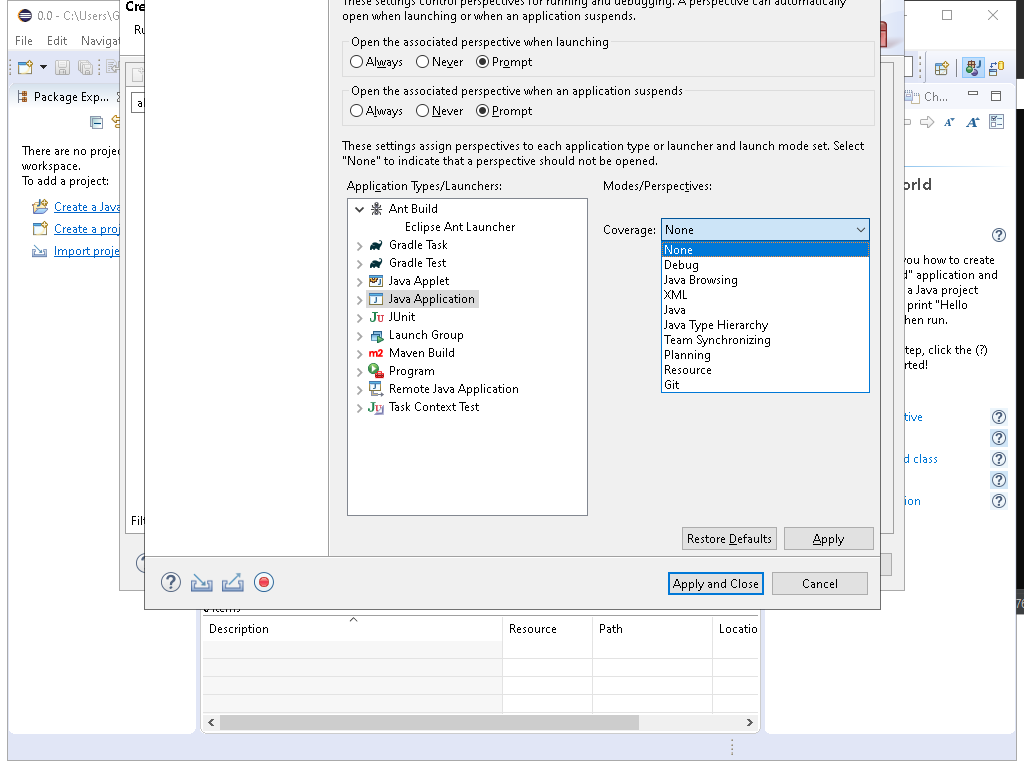 0.0 - C:\Users\G
Cre
These settings control perspectives for running and debugging. A perspective can automatically
open when launching or when an application suspends.
File Edit Navigat
Ru
Open the associated perspective when launching
Always Never Prompt
Open the associated perspective when an application suspends
Always Never Prompt
Package Exp...
Ch...
There are no proje
workspace.
To add a project:
Create a Java
Create a proj
Import proje
These settings assign perspectives to each application type or launcher and launch mode set. Select
"None" to indicate that a perspective should not be opened.
Application Types/Launchers:
Modes/Perspectives:
Ant Build
Eclipse Ant Launcher
Gradle Task
Gradle Test
Java Applet
Java Application
JUnit
Launch Group
Maven Build
Program
Remote Java Application
Task Context Test
Coverage: None
None
Debug
Java Browsing
XML
Java
Java Type Hierarchy
Team Synchronizing
Planning
Resource
Git
orld
you how to create
d" application and
a Java project
print "Hello
hen run.
tep, click the (?)
rted!
tive
d class
ion
Filt
Restore Defaults Apply
Apply and Close Cancel
0 items
Description Resource Path Locatio